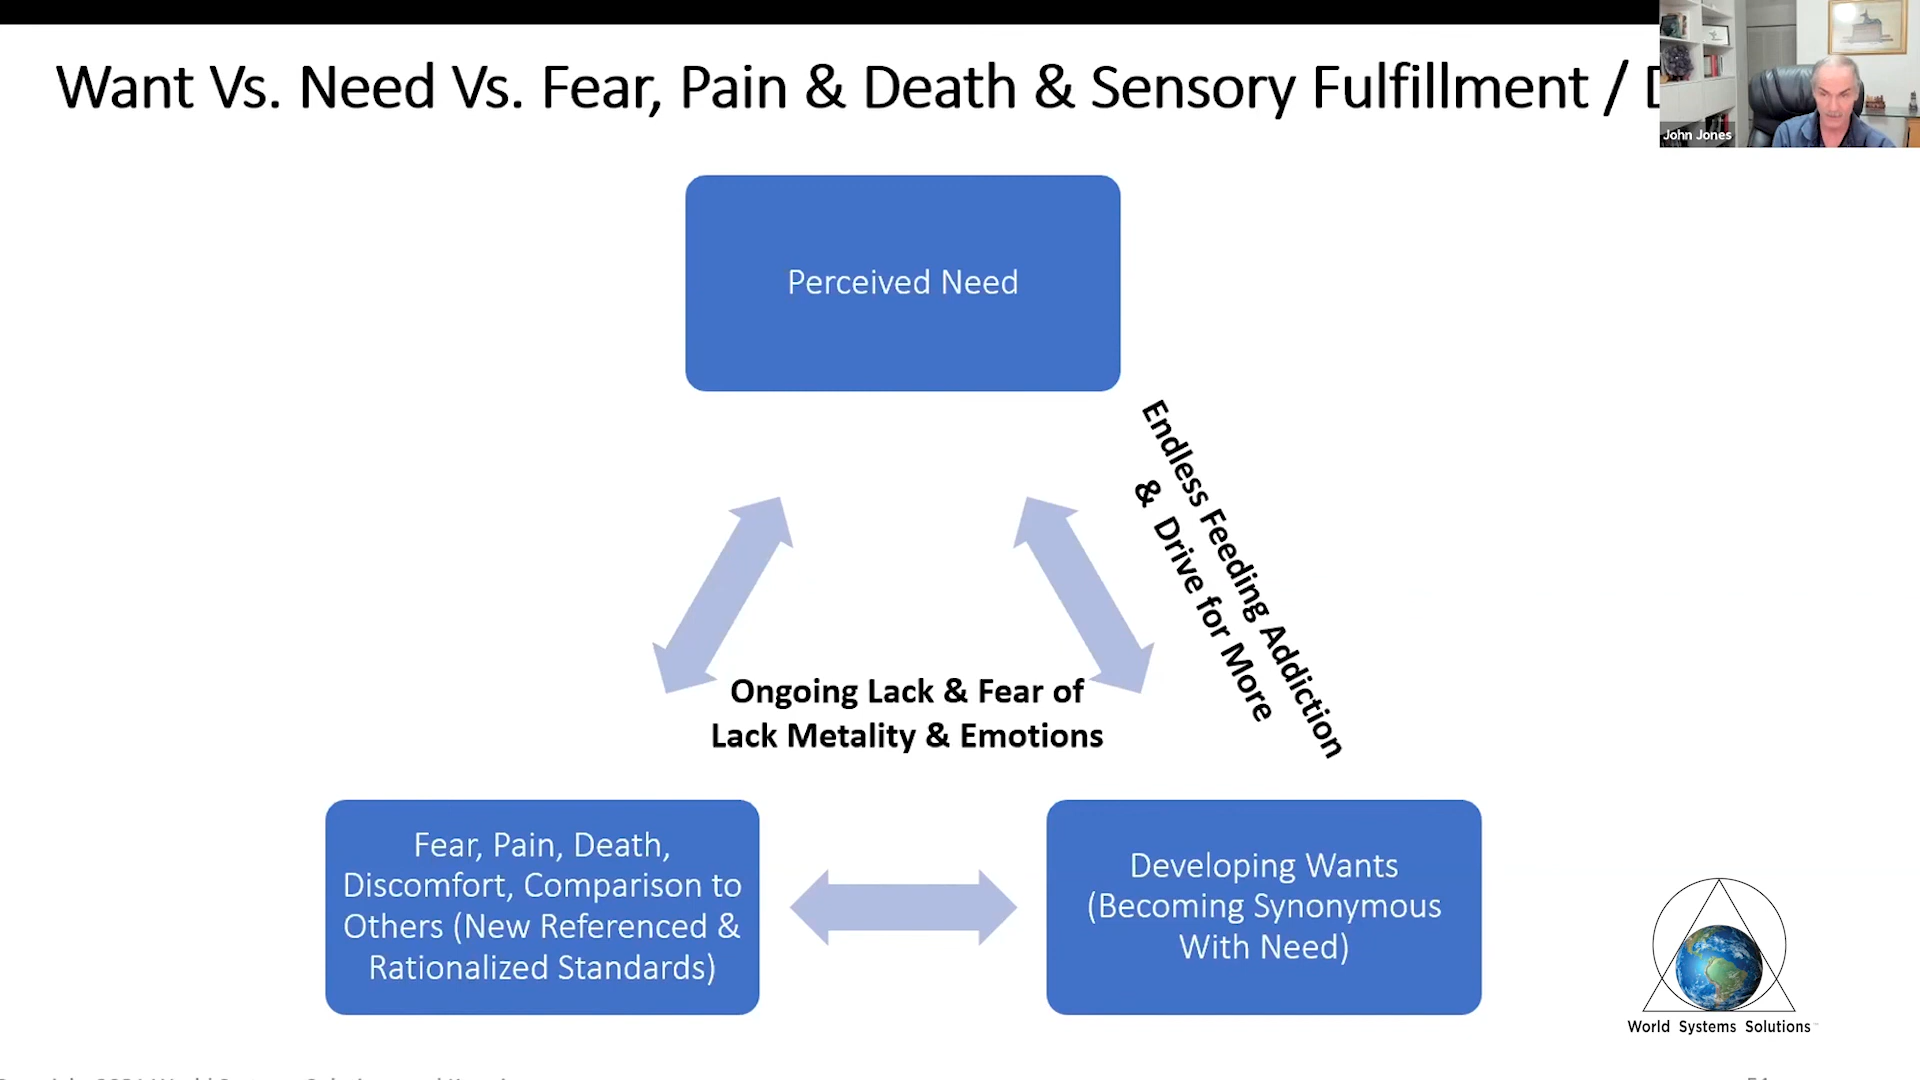 Want Vs. Need Vs. Fear, Pain & Death & Sensory Fulfillment /
John Jones
Perceived Need
Endless Feeding Addiction
& Drive for More
Ongoing Lack & Fear of
Lack Metality & Emotions
Fear, Pain, Death,
Discomfort, Comparison to
Others (New Referenced &
Rationalized Standards)
Developing Wants
(Becoming Synonymous
With Need)
World Systems Solutions